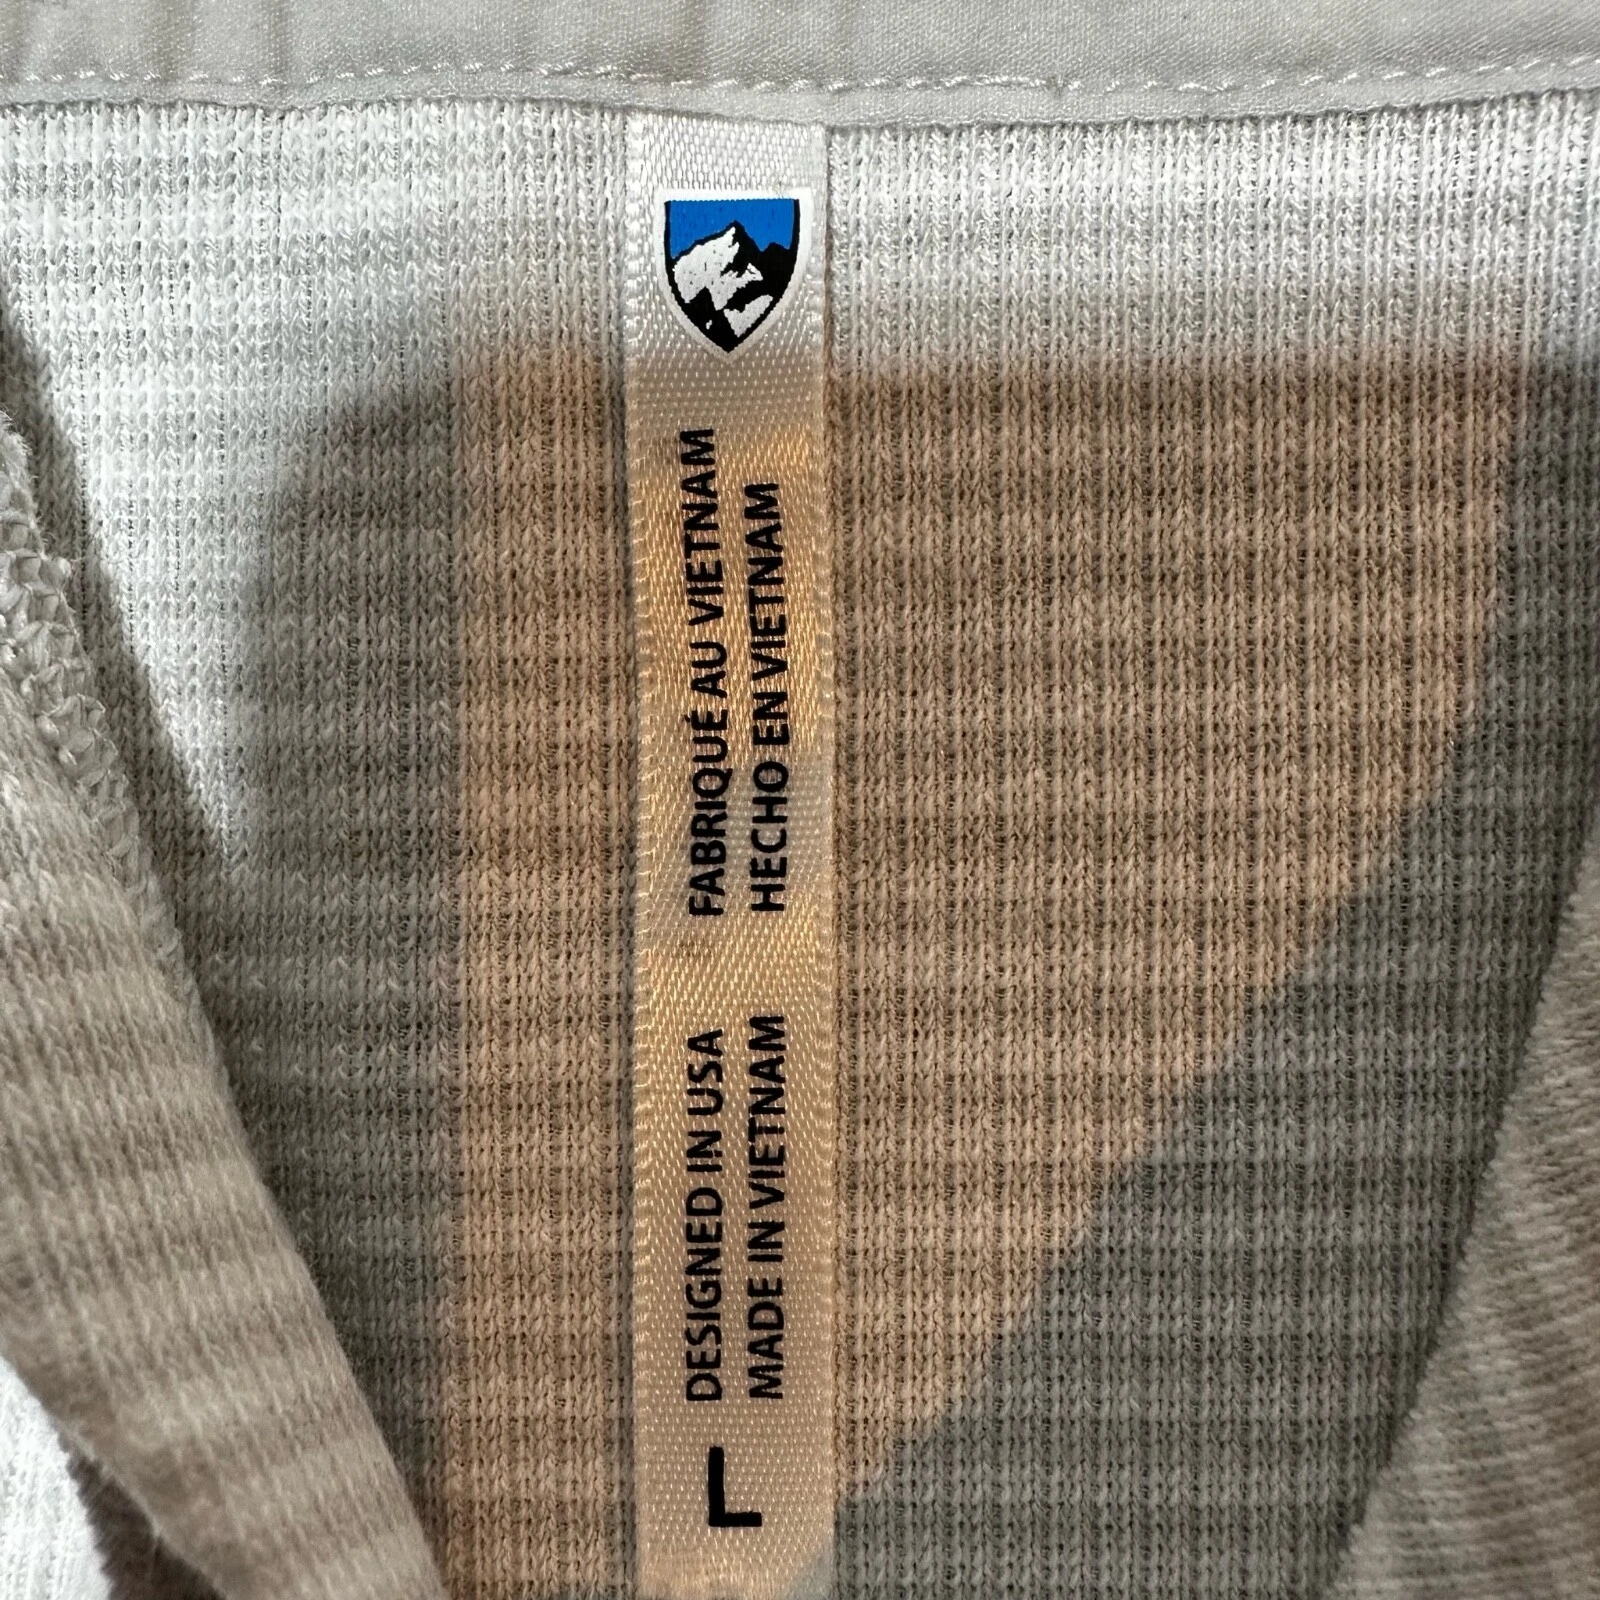 FABRIQUÉ AU VIETNAM
HECHO EN VIETNAM
DESIGNED IN USA
MADE IN VIETNAM
L